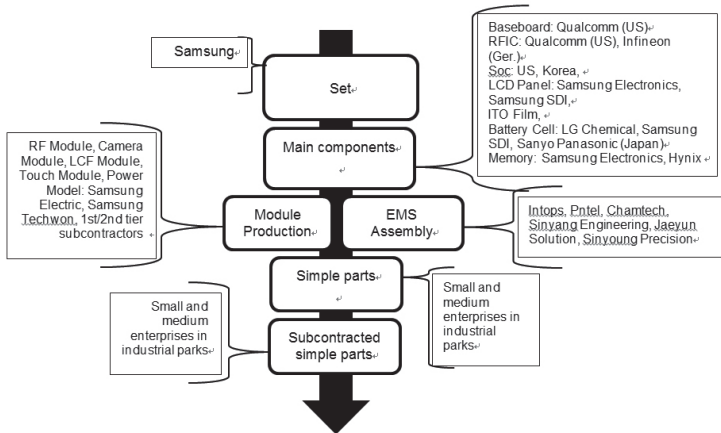 Samsung
Set
Baseboard: Qualcomm (US)
RFIC: Qualcomm (US), Infineon
(Ger.)
Soc: US, Korea,
LCD Panel: Samsung Electronics,
Samsung SDI,
ITO Film,
Battery Cell: LG Chemical, Samsung
SDI, Sanyo Panasonic (Japan)
Memory: Samsung Electronics, Hynix
Main components
RF Module, Camera
Module, LCF Module,
Touch Module, Power
Model: Samsung
Electric, Samsung
Techwon, 1st/2nd tier
subcontractors
Module
Production
EMS
Assembly
Intops, Pntel, Chamtech,
Sinyang Engineering, Jaeyun
Solution, Sinyoung Precision
Simple parts
Small and
medium
enterprises in
industrial parks
Small and
medium
enterprises in
industrial
parks
Subcontracted
simple parts